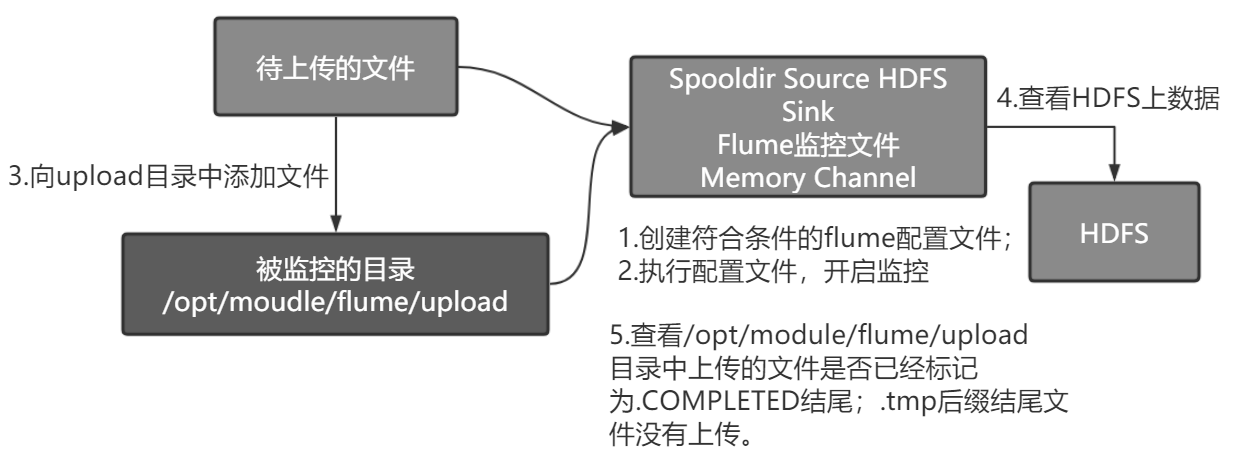 待上传的文件
Spooldir Source HDFS
Sink
Flume监控文件
Memory Channel
4.查看HDFS上数据
3.向upload目录中添加文件
被监控的目录
/opt/moudle/flume/upload
HDFS
1.创建符合条件的flume配置文件；
2.执行配置文件，开启监控
5.查看/opt/module/flume/upload
目录中上传的文件是否已经标记
为.COMPLETED结尾；.tmp后缀结尾文
件没有上传。